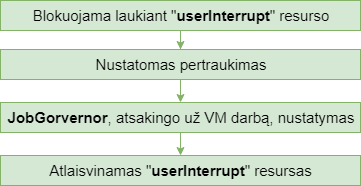 Blokuojama laukiant "userInterrupt" resurso
Nustatomas pertraukimas
JobGorvernor, atsakingo už VM darbą, nustatymas
Atlaisvinamas "userInterrupt" resursas